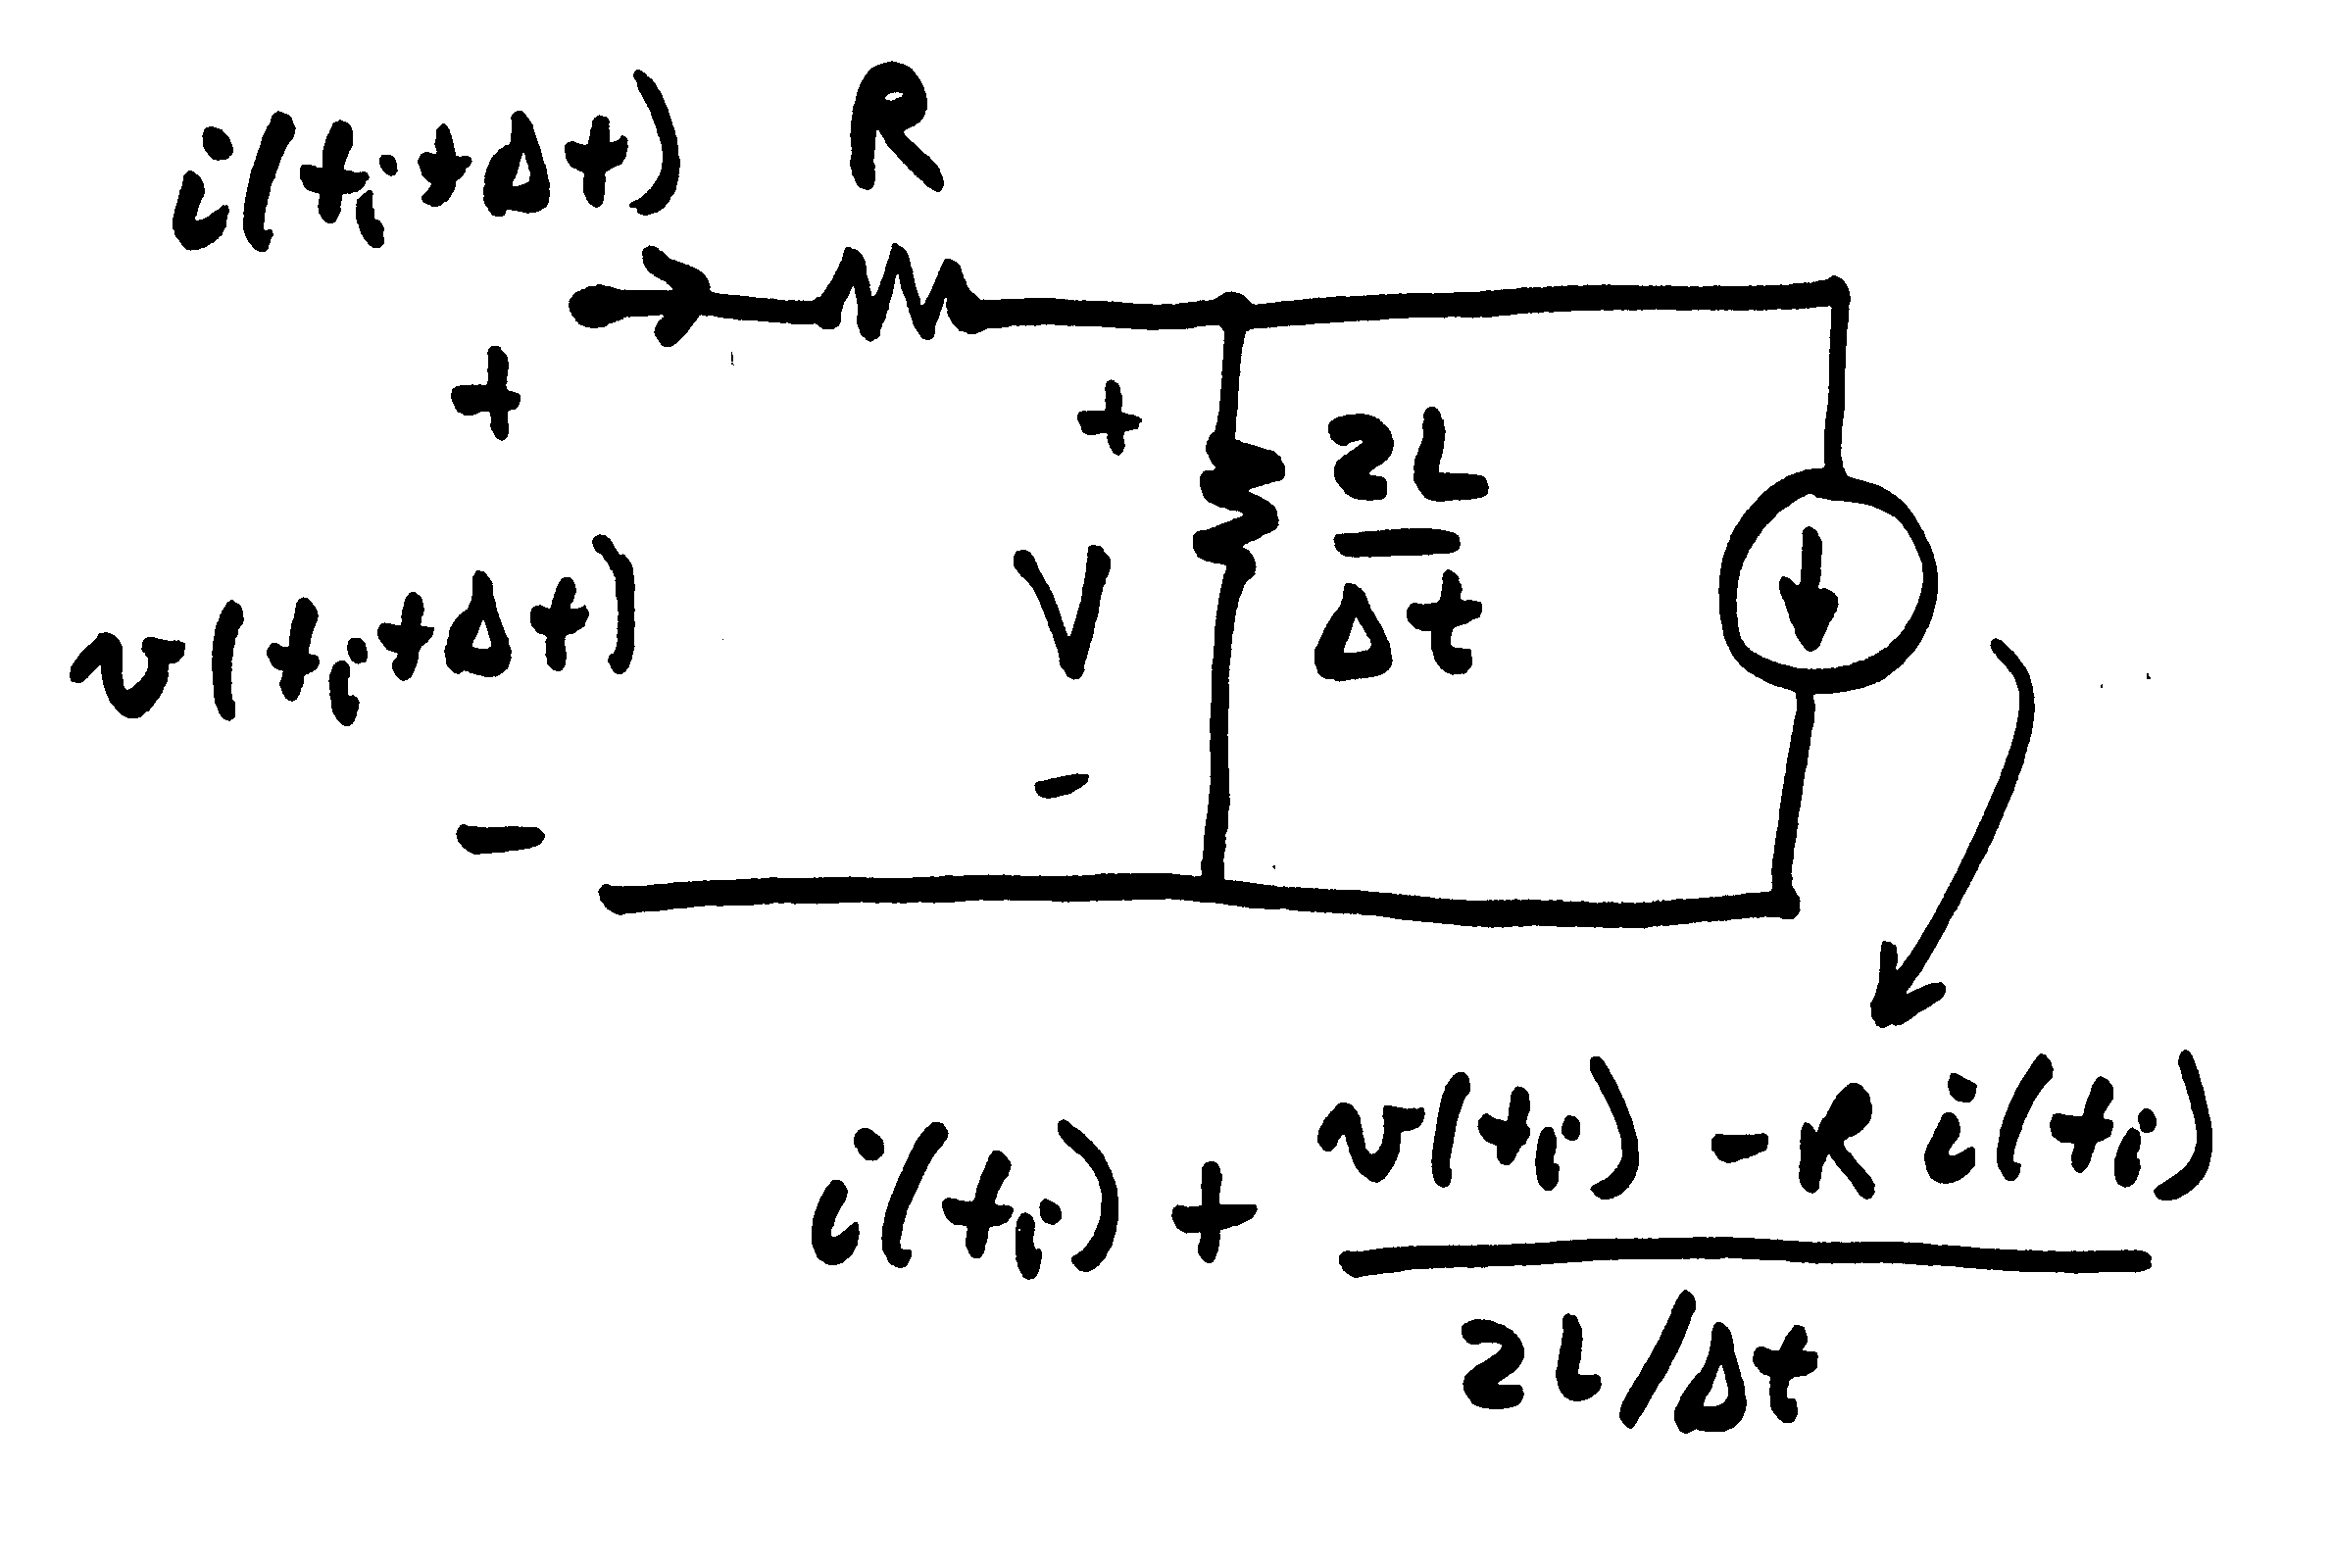 i(ti+Δt) R
+ +
2L
v(ti+Δt) V
Δt
- -
i(ti) + v(ti) - R i(ti)
2L/Δt